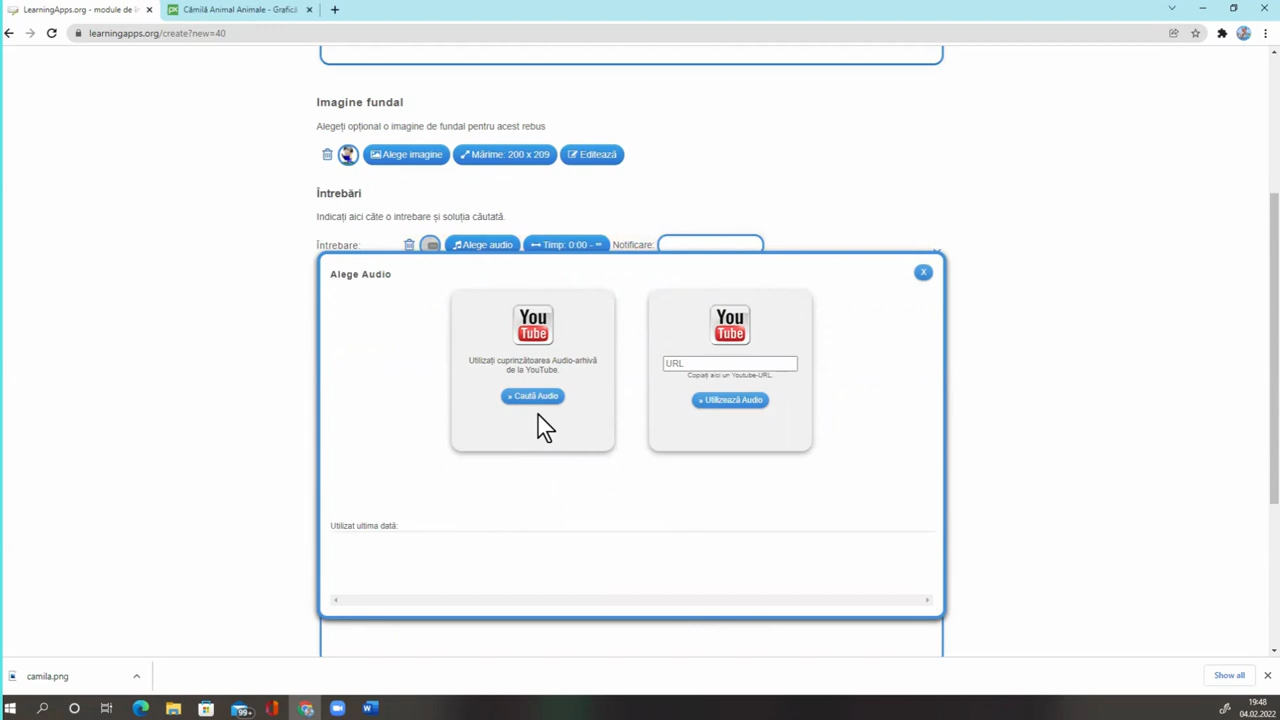 LearningApps.org - module de î
Cămilă Animal Animale - Grafică
learningapps.org/create?new=40
Imagine fundal
Alegeți opțional o imagine de fundal pentru acest rebus
Alege imagine
Mărime: 200 x 209
Editează
Întrebări
Indicați aici câte o intrebare și soluția căutată.
Întrebare:
Alege audio
Timp: 0:00 - ∞
Notificare:
Alege Audio
X
You
Tube
Utilizați cuprinzătoarea Audio-arhivă
de la YouTube.
» Caută Audio
You
Tube
URL
Copiați aici un Youtube-URL.
» Utilizează Audio
Utilizat ultima dată:
camila.png
Show all
99+
19:48
04.02.2022